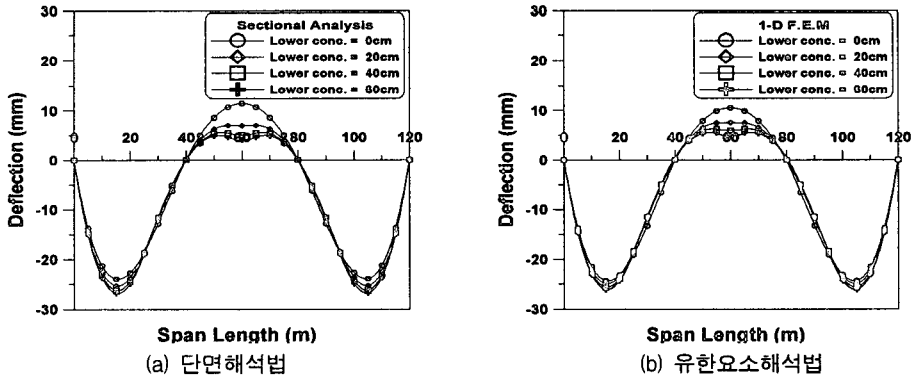 Sectional Analysis
Lower conc. = 0cm
Lower conc. = 20cm
Lower conc. = 40cm
Lower conc. = 60cm
30
20
10
0
-10
-20
-30
0 20 40 60 80 100 120
Deflection (mm)
Span Length (m)
(a) 단면해석법
1-D F.E.M
Lower conc. = 0cm
Lower conc. = 20cm
Lower conc. = 40cm
Lower conc. = 60cm
30
20
10
0
-10
-20
-30
0 20 40 60 80 100 120
Deflection (mm)
Span Length (m)
(b) 유한요소해석법